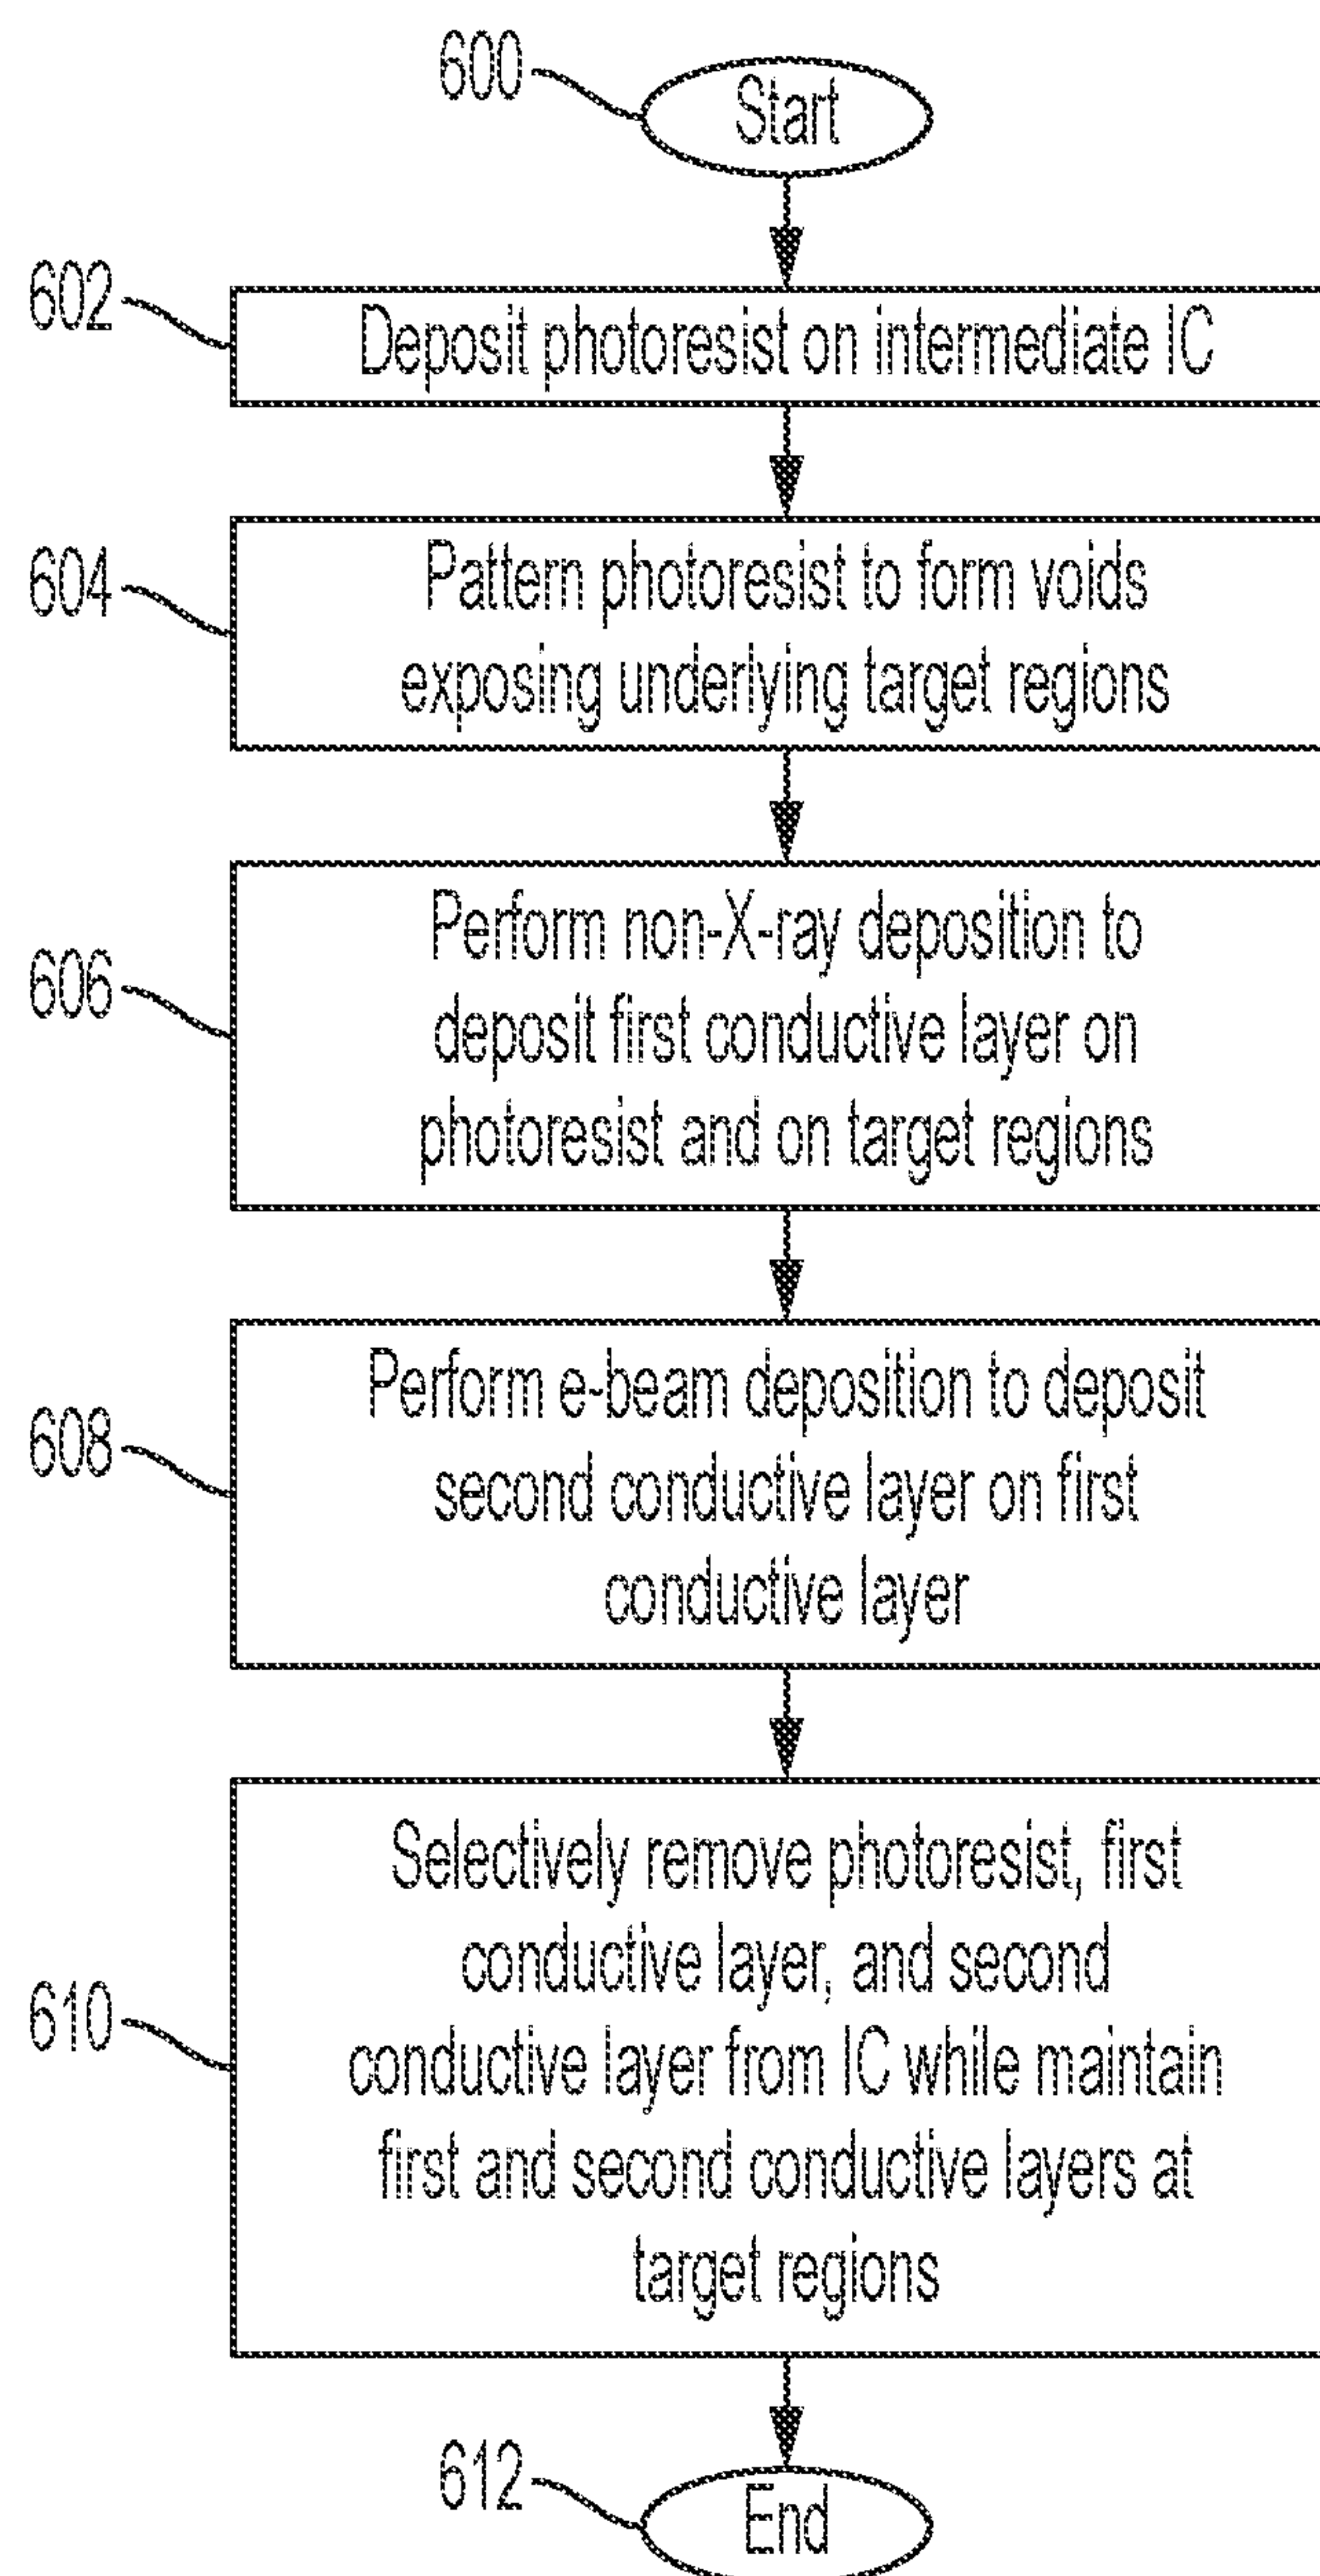 600
Start
602
Deposit photoresist on intermediate IC
604
Pattern photoresist to form voids
exposing underlying target regions
606
Perform non-X-ray deposition to
deposit first conductive layer on
photoresist and on target regions
608
Perform e-beam deposition to deposit
second conductive layer on first
conductive layer
610
Selectively remove photoresist, first
conductive layer, and second
conductive layer from IC while maintain
first and second conductive layers at
target regions
612
End